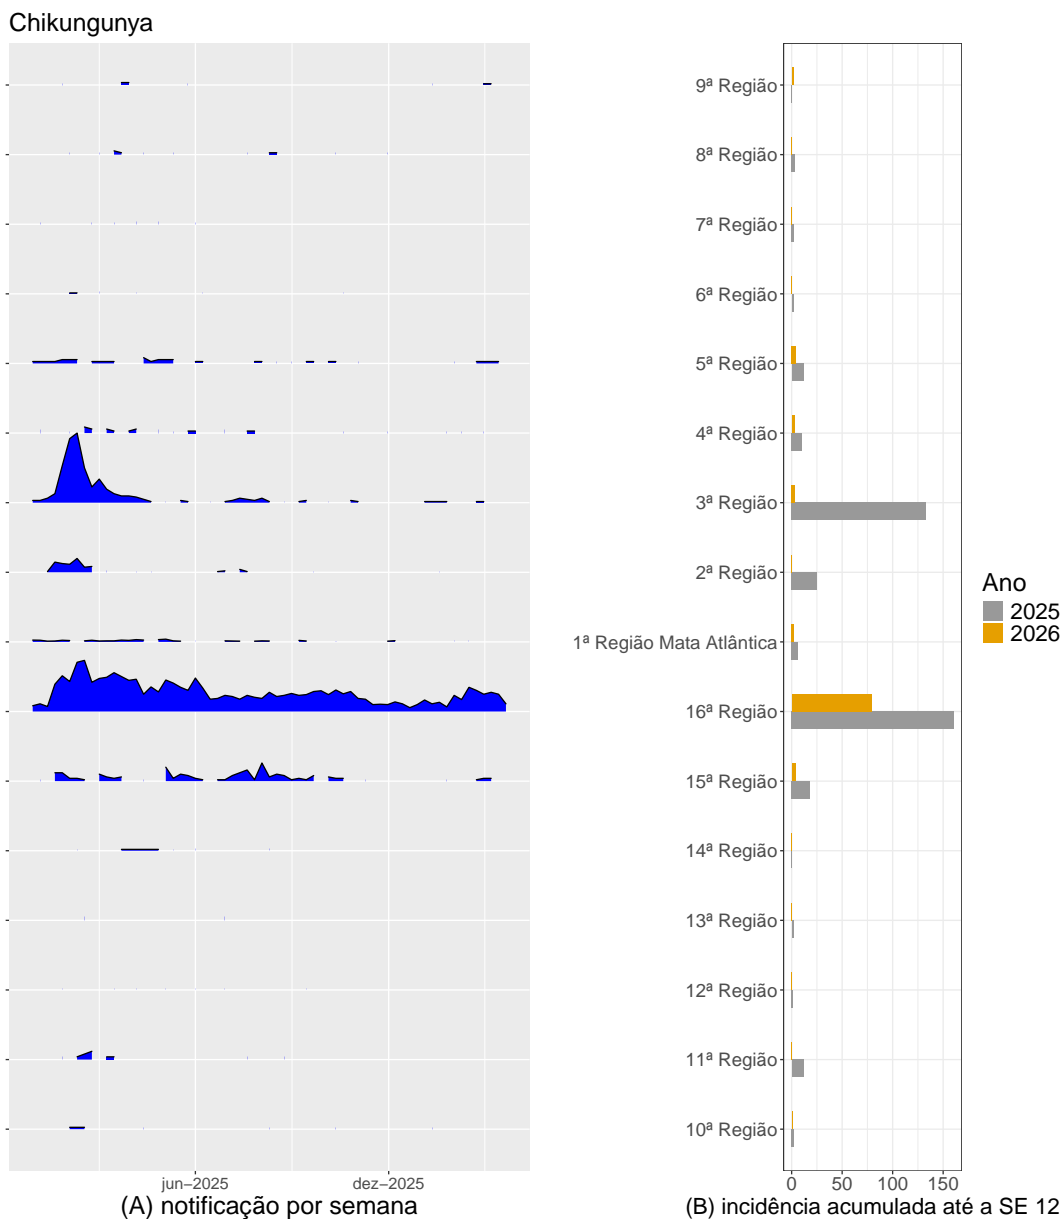 Chikungunya
9ª Região
8ª Região
7ª Região
6ª Região
5ª Região
4ª Região
3ª Região
2ª Região
1ª Região Mata Atlântica
16ª Região
15ª Região
14ª Região
13ª Região
12ª Região
11ª Região
10ª Região
jun–2025 dez–2025
(A) notificação por semana
0 50 100 150
(B) incidência acumulada até a SE 12
Ano
2025
2026